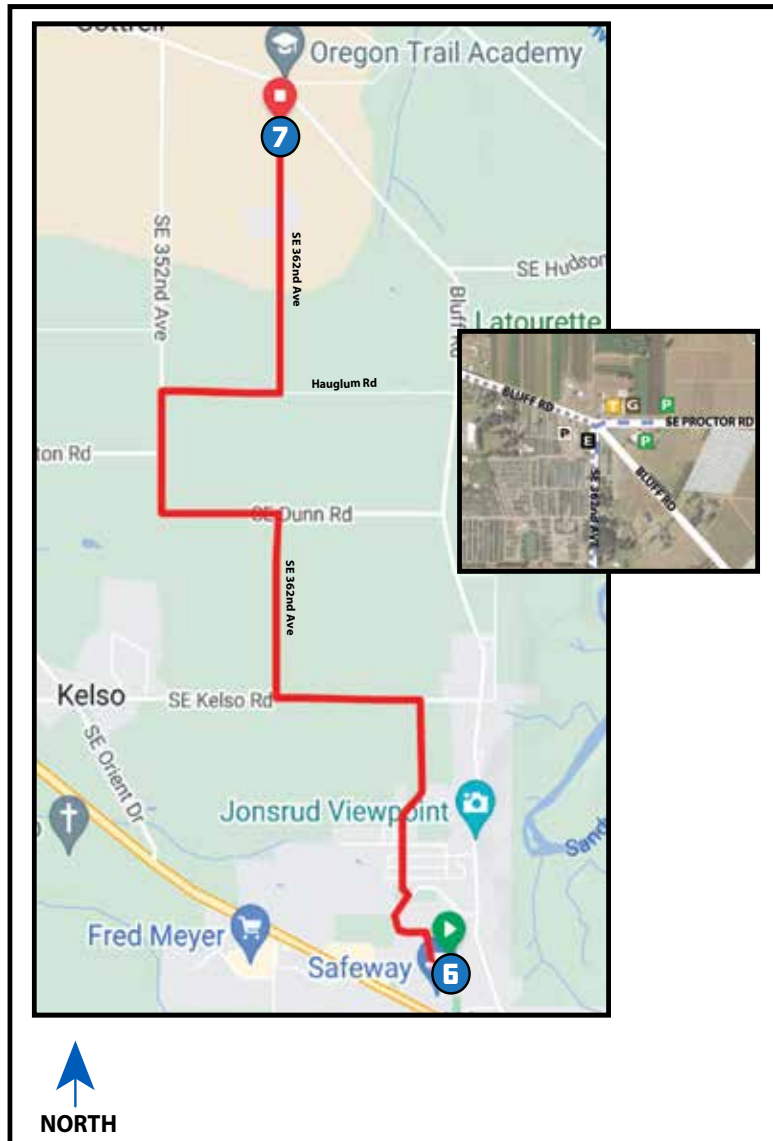 Cottrell
Oregon Trail Academy
7
SE 352nd Ave
SE 362nd Ave
SE Hudson
Bluff Rd
Latourette
Hauglum Rd
BLUFF RD
T G P
SE PROCTOR RD
P E P
SE 362nd AVE
BLUFF RD
ton Rd
SE Dunn Rd
SE 362nd Ave
Kelso
SE Kelso Rd
SE Orient Dr
Jonsrud Viewpoint
Sand
Fred Meyer
Safeway
6
NORTH